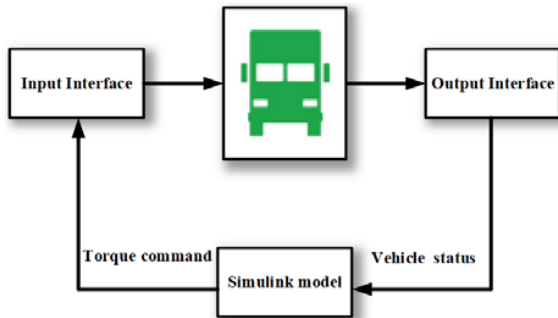 Input Interface
Output Interface
Torque command
Vehicle status
Simulink model